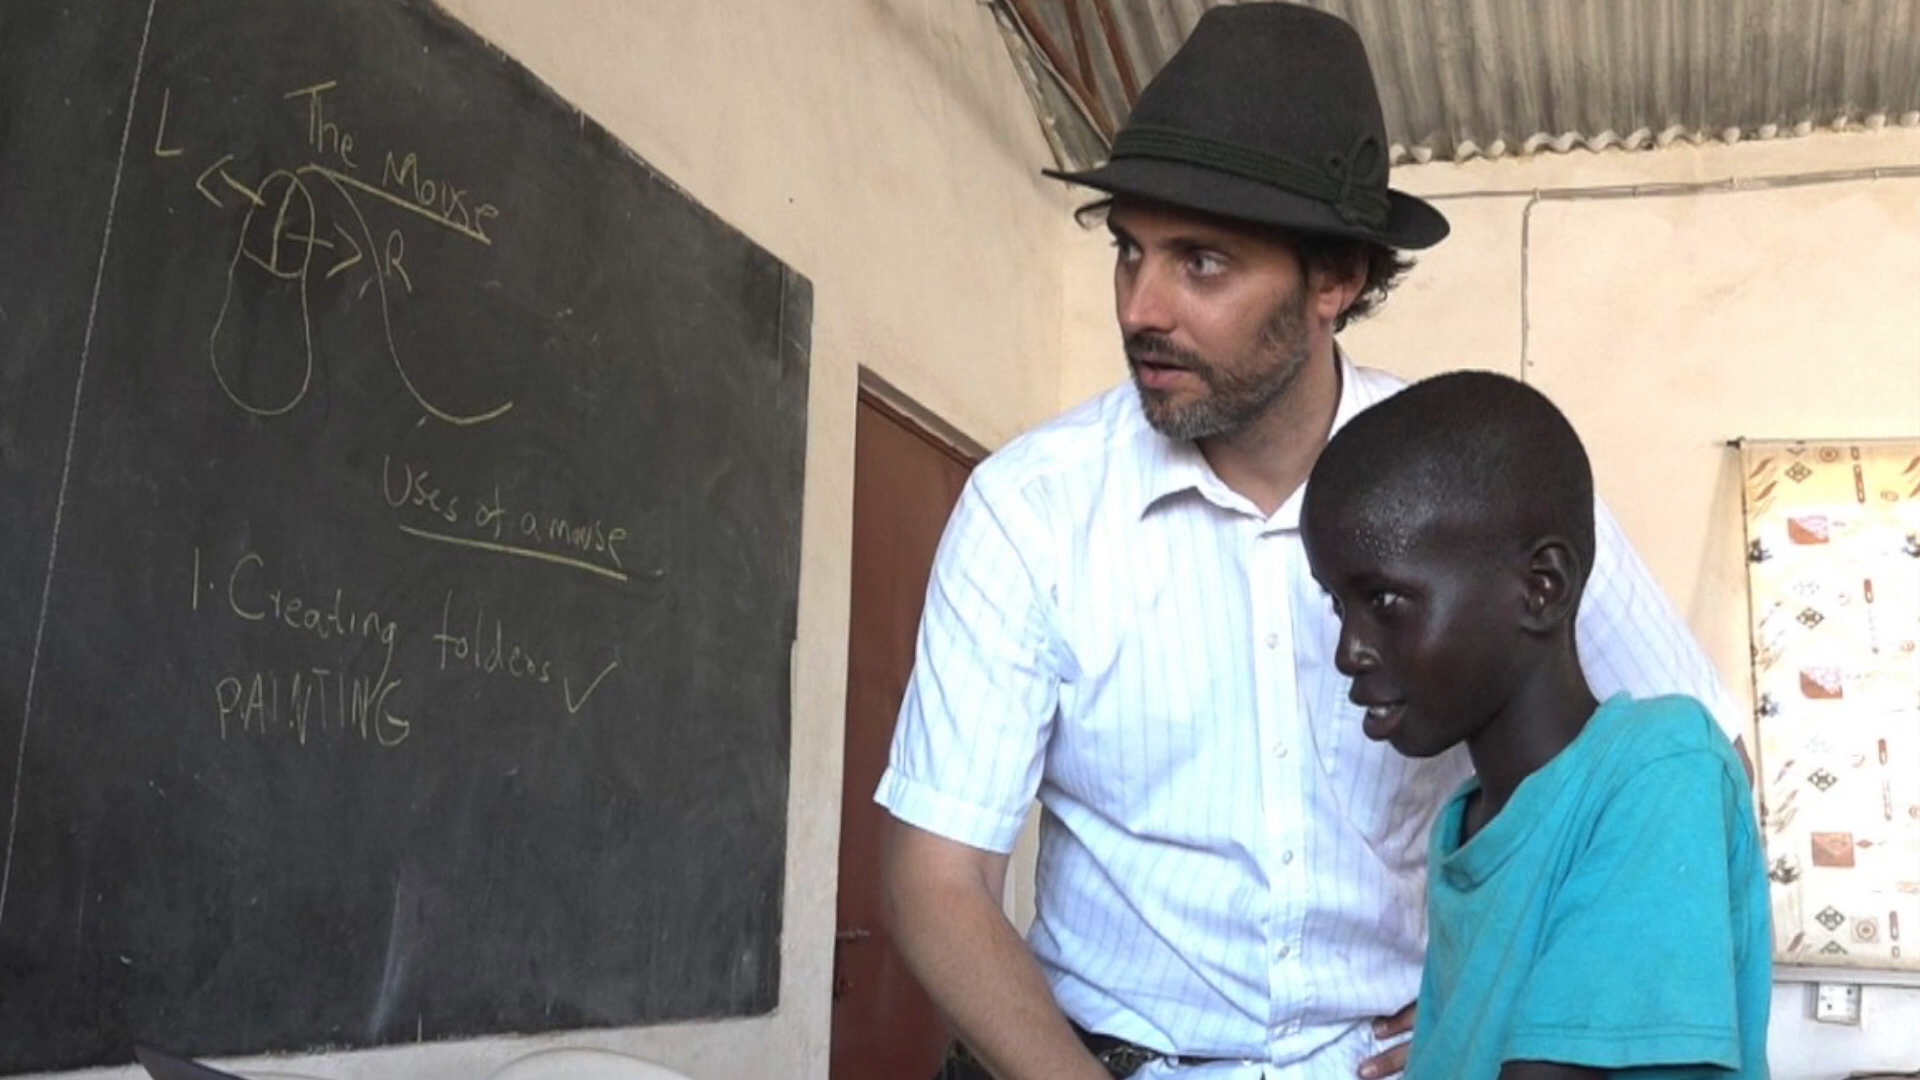 The Mouse
L
R
Uses of a mouse
1. Creating folders ✓
PAINTING